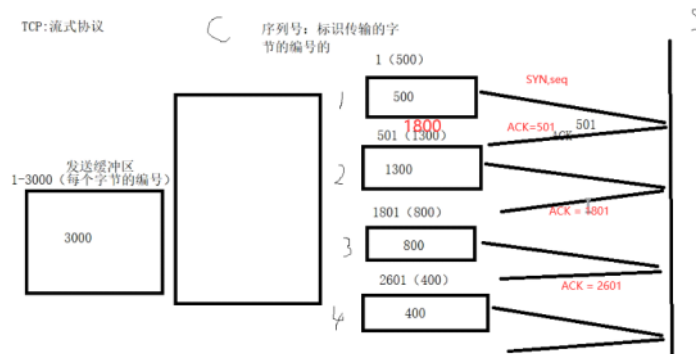 TCP:流式协议
C
序列号：标识传输的字
节的编号的
S
发送缓冲区
1-3000（每个字节的编号）
3000
1（500）
1
500
SYN,seq
1800
501（1300）
ACK=501
501
ACK
2
1300
ACK = 1801
1801（800）
3
800
2601（400）
ACK = 2601
4
400